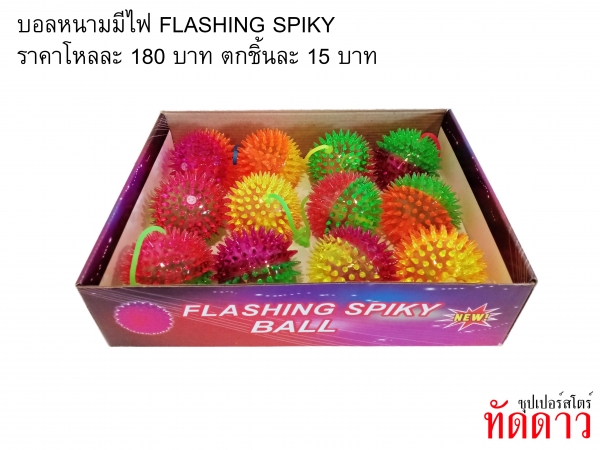 บอลหนามมีไฟ FLASHING SPIKY
ราคาโหลละ 180 บาท ตกชิ้นละ 15 บาท
FLASHING SPIKY
BALL
NEW!
ซุปเปอร์สโตร์
ทัดดาว